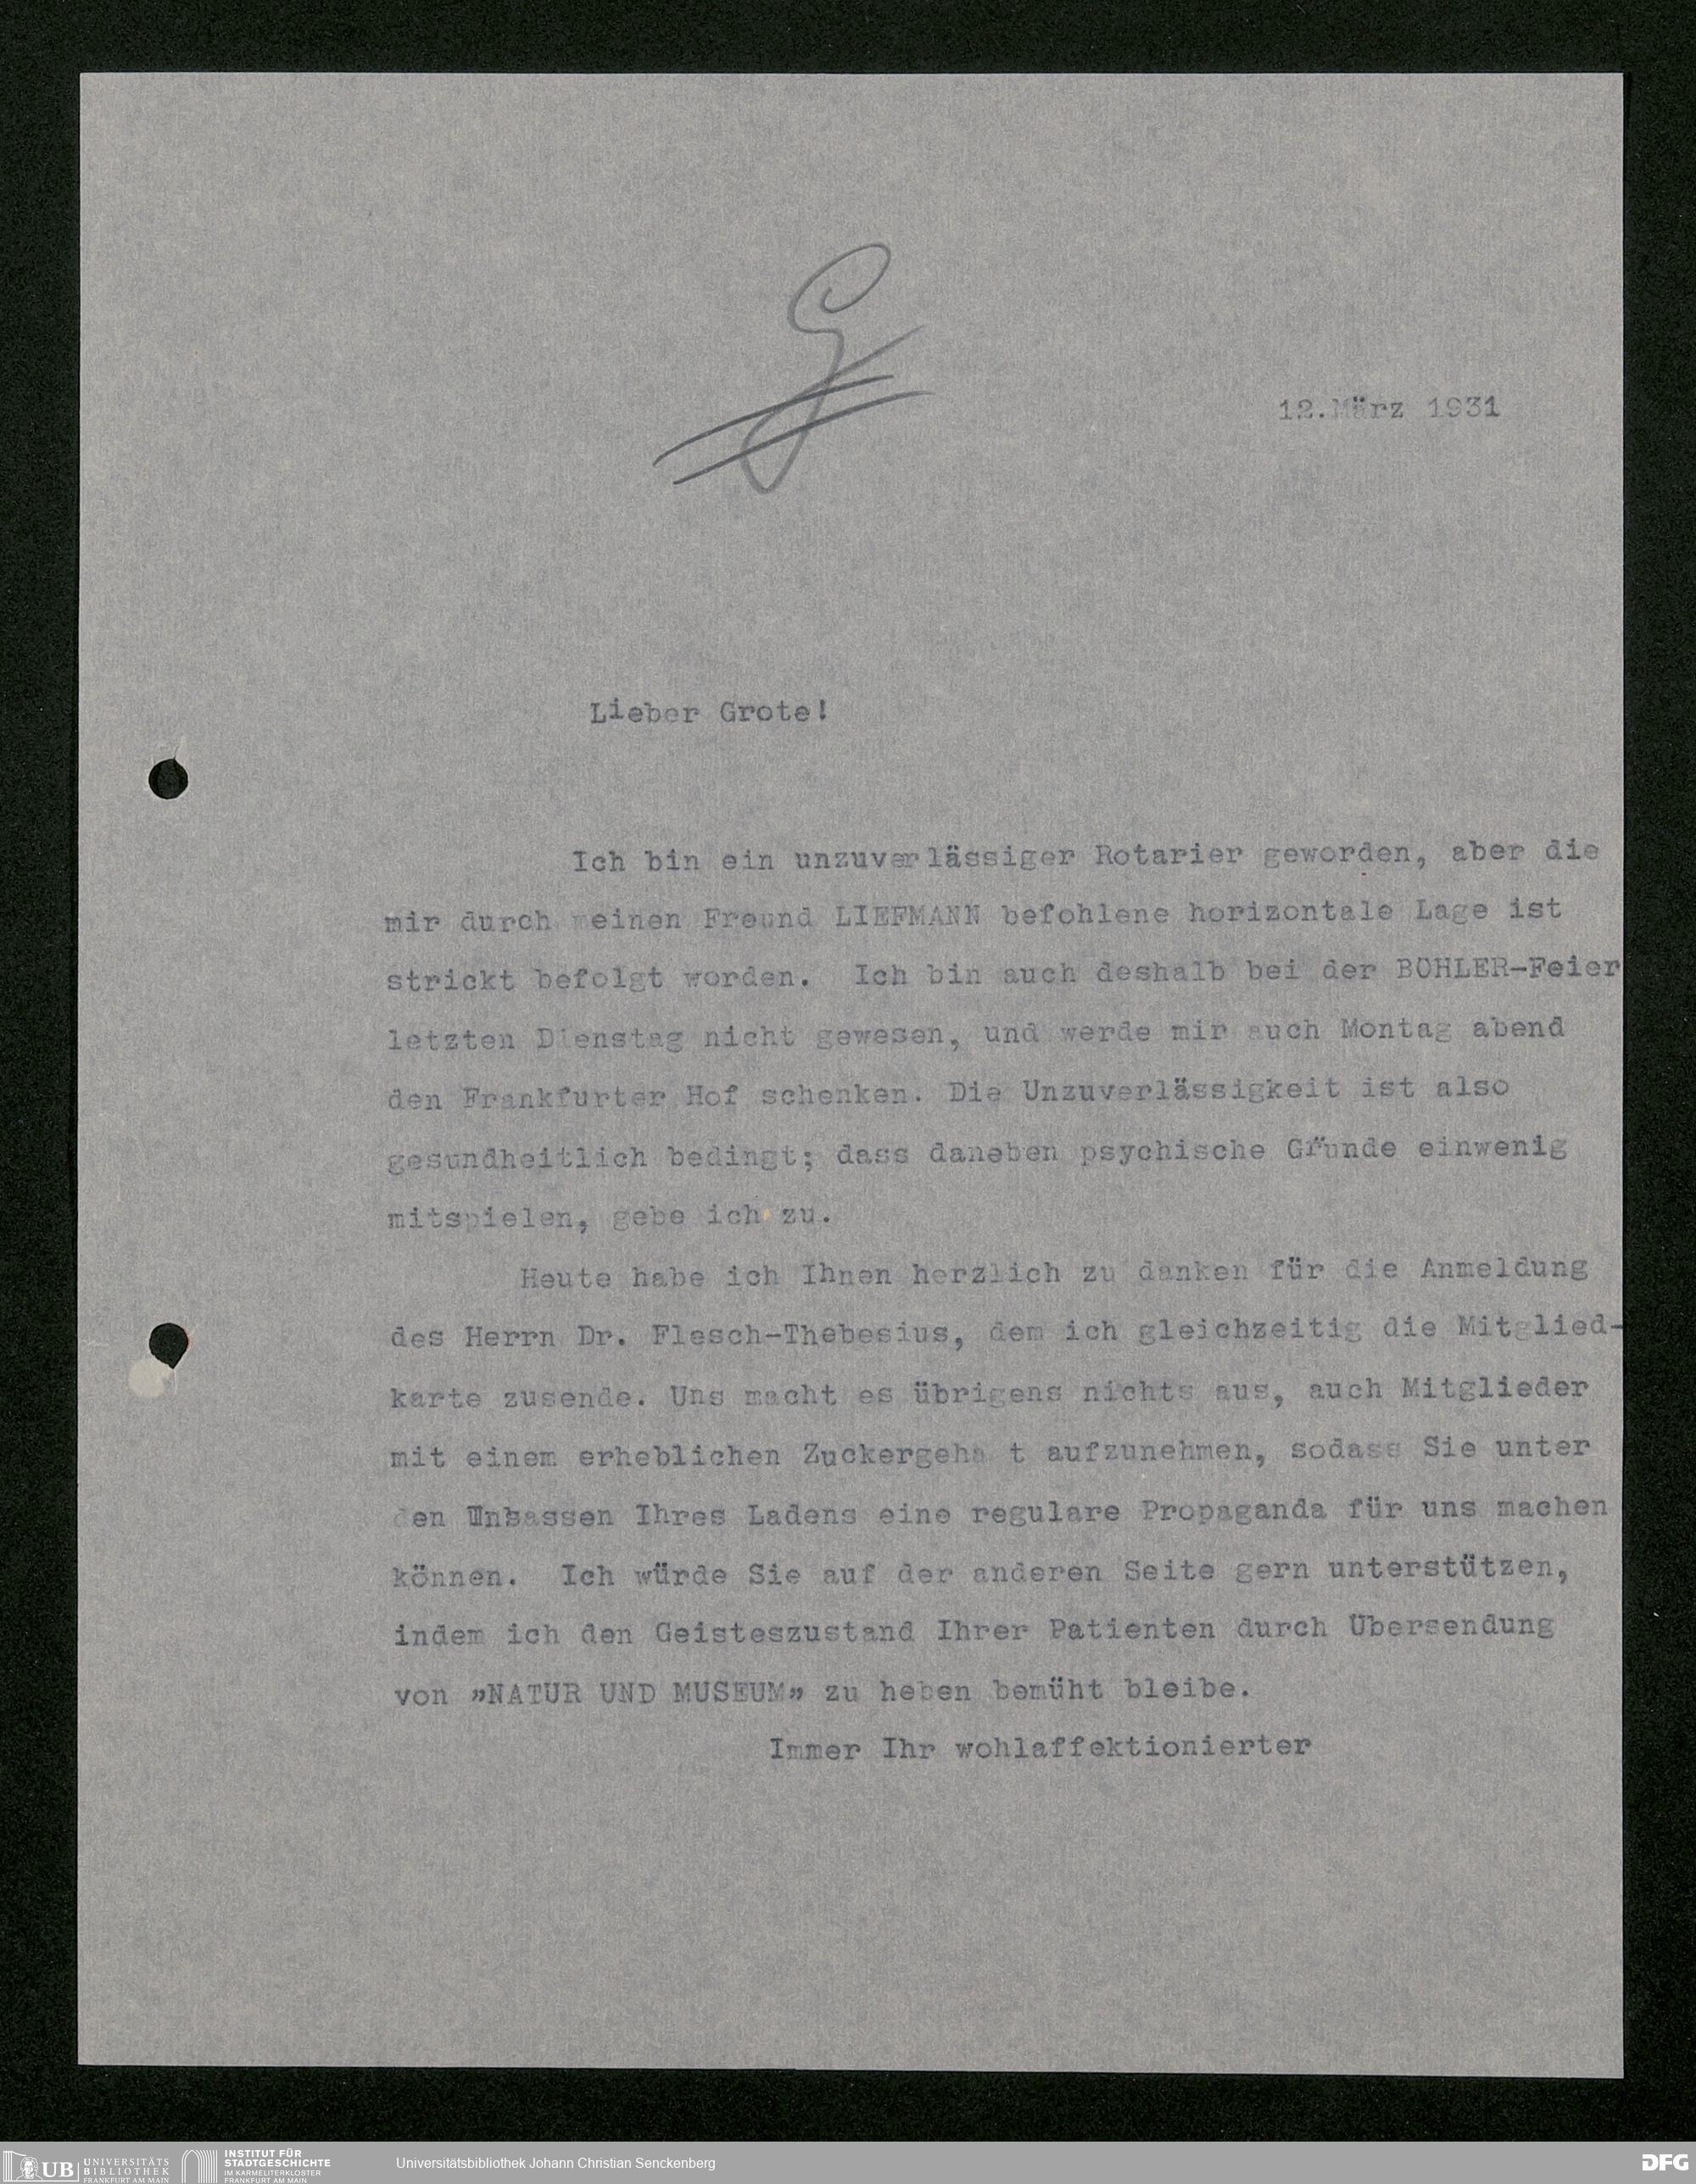 12.März 1931
Lieber Grote!
Ich bin ein unzuverlässiger Rotarier geworden, aber die
mir durch meinen Freund LIEFMANN befohlene horizontale Lage ist
strickt befolgt worden. Ich bin auch deshalb bei der BÖHLER-Feier
letzten Dienstag nicht gewesen, und werde mir auch Montag abend
den Frankfurter Hof schenken. Die Unzuverlässigkeit ist also
gesundheitlich bedingt; dass daneben psychische Gründe einwenig
mitspielen, gebe ich zu.
Heute habe ich Ihnen herzlich zu danken für die Anmeldung
des Herrn Dr. Flesch-Thebesius, dem ich gleichzeitig die Mitglied-
karte zusende. Uns macht es übrigens nichts aus, auch Mitglieder
mit einem erheblichen Zuckergeha t aufzunehmen, sodass Sie unter
den Insassen Ihres Ladens eine regulare Propaganda für uns machen
können. Ich würde Sie auf der anderen Seite gern unterstützen,
indem ich den Geisteszustand Ihrer Patienten durch Übersendung
von »NATUR UND MUSEUM» zu heben bemüht bleibe.
Immer Ihr wohlaffektionierter
UB UNIVERSITÄTS
BIBLIOTHEK
FRANKFURT AM MAIN
INSTITUT FÜR
STADTGESCHICHTE
IM KARMELITERKLOSTER
FRANKFURT AM MAIN
Universitätsbibliothek Johann Christian Senckenberg
DFG